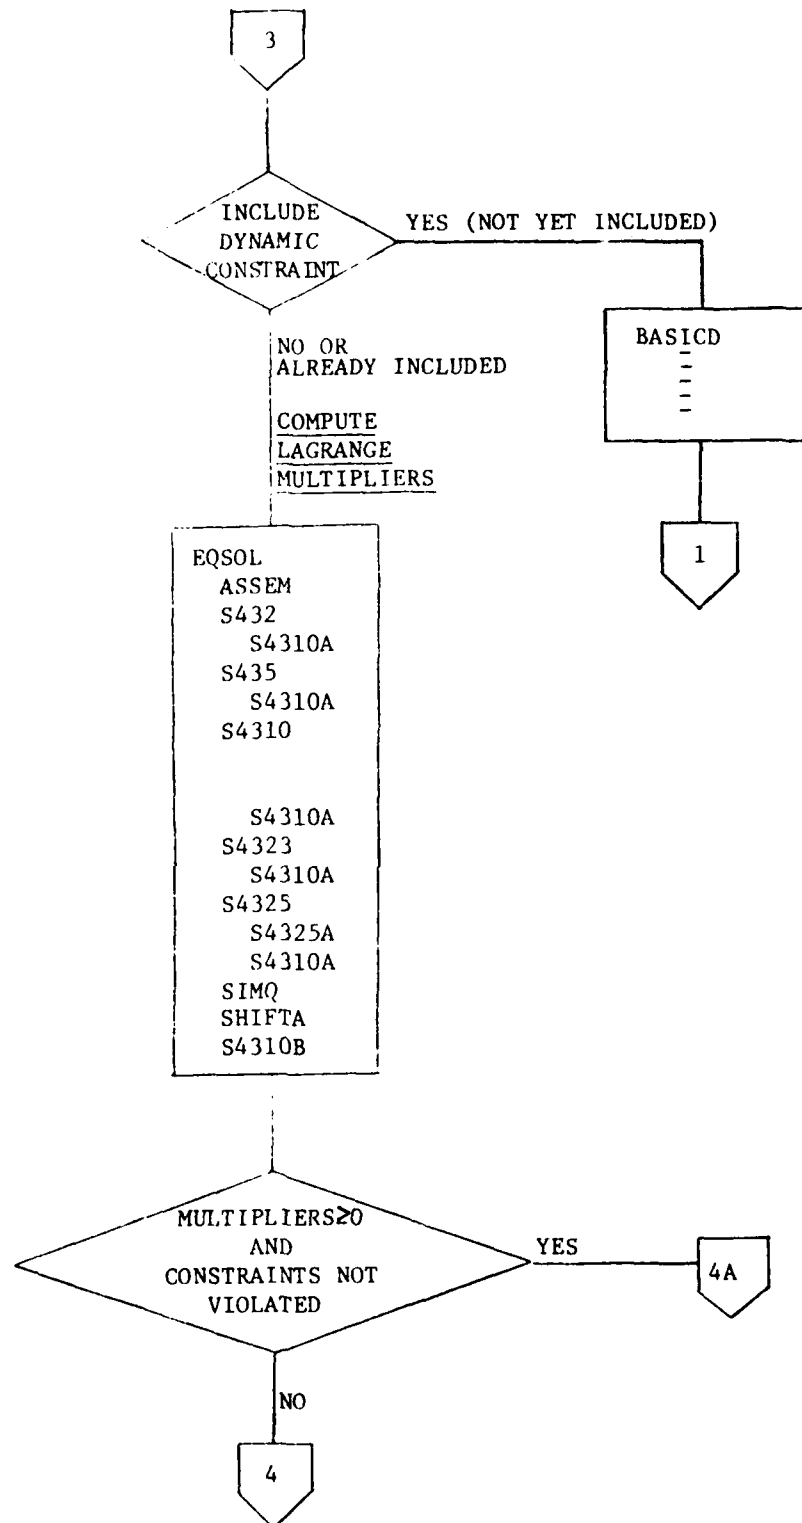 3
INCLUDE
DYNAMIC
CONSTRAINT
YES (NOT YET INCLUDED)
BASICD
NO OR
ALREADY INCLUDED
COMPUTE
LAGRANGE
MULTIPLIERS
1
EQSOL
ASSEM
S432
S4310A
S435
S4310A
S4310
S4310A
S4323
S4310A
S4325
S4325A
S4310A
SIMQ
SHIFTA
S4310B
MULTIPLIERS≥0
AND
CONSTRAINTS NOT
VIOLATED
YES
4A
NO
4